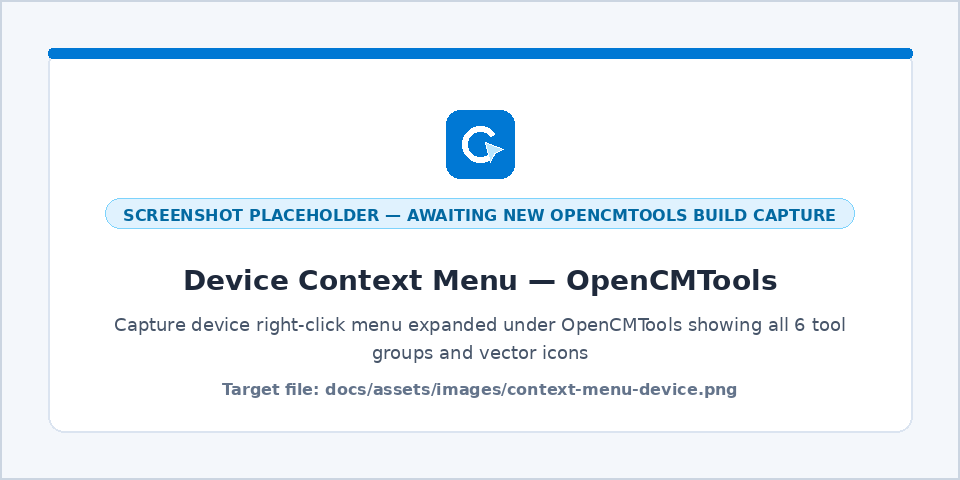 SCREENSHOT PLACEHOLDER — AWAITING NEW OPENCMTOOLS BUILD CAPTURE
Device Context Menu — OpenCMTools
Capture device right-click menu expanded under OpenCMTools showing all 6 tool
groups and vector icons
Target file: docs/assets/images/context-menu-device.png